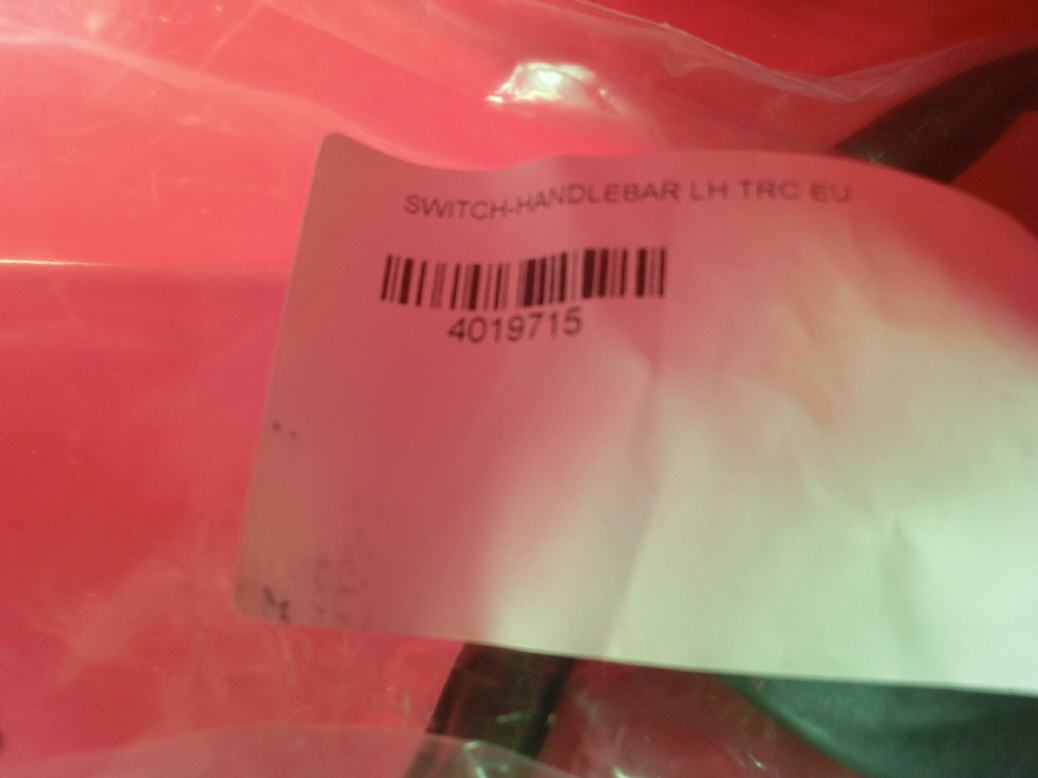 SWITCH-HANDLEBAR LH TRC EU
4019715